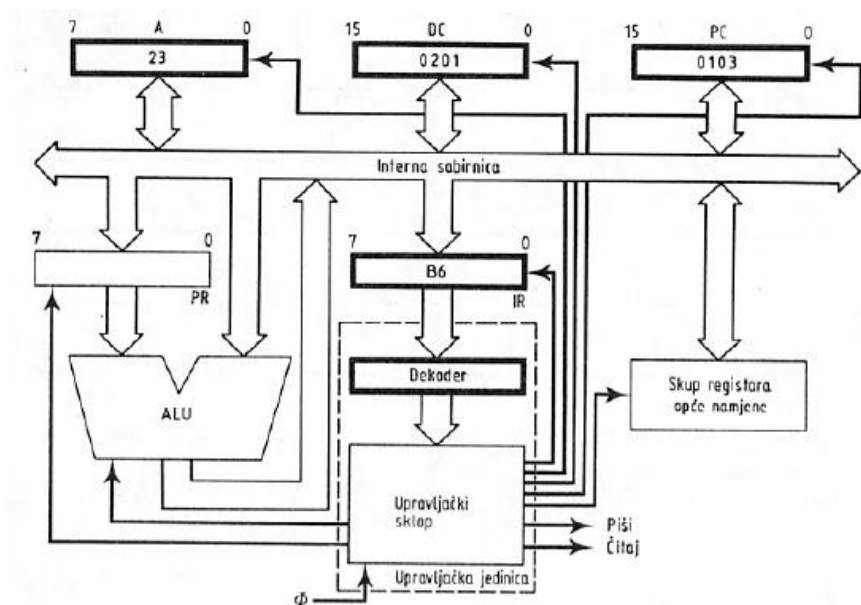 7 A 0
15 DC 0
15 PC 0
23
0201
0103
Interna sabirnica
7 0
7 0
B6
PR
IR
Dekoder
ALU
Skup registara
opće namjene
Upravljački
sklop
Piši
Čitaj
Upravljačka jedinica
Φ